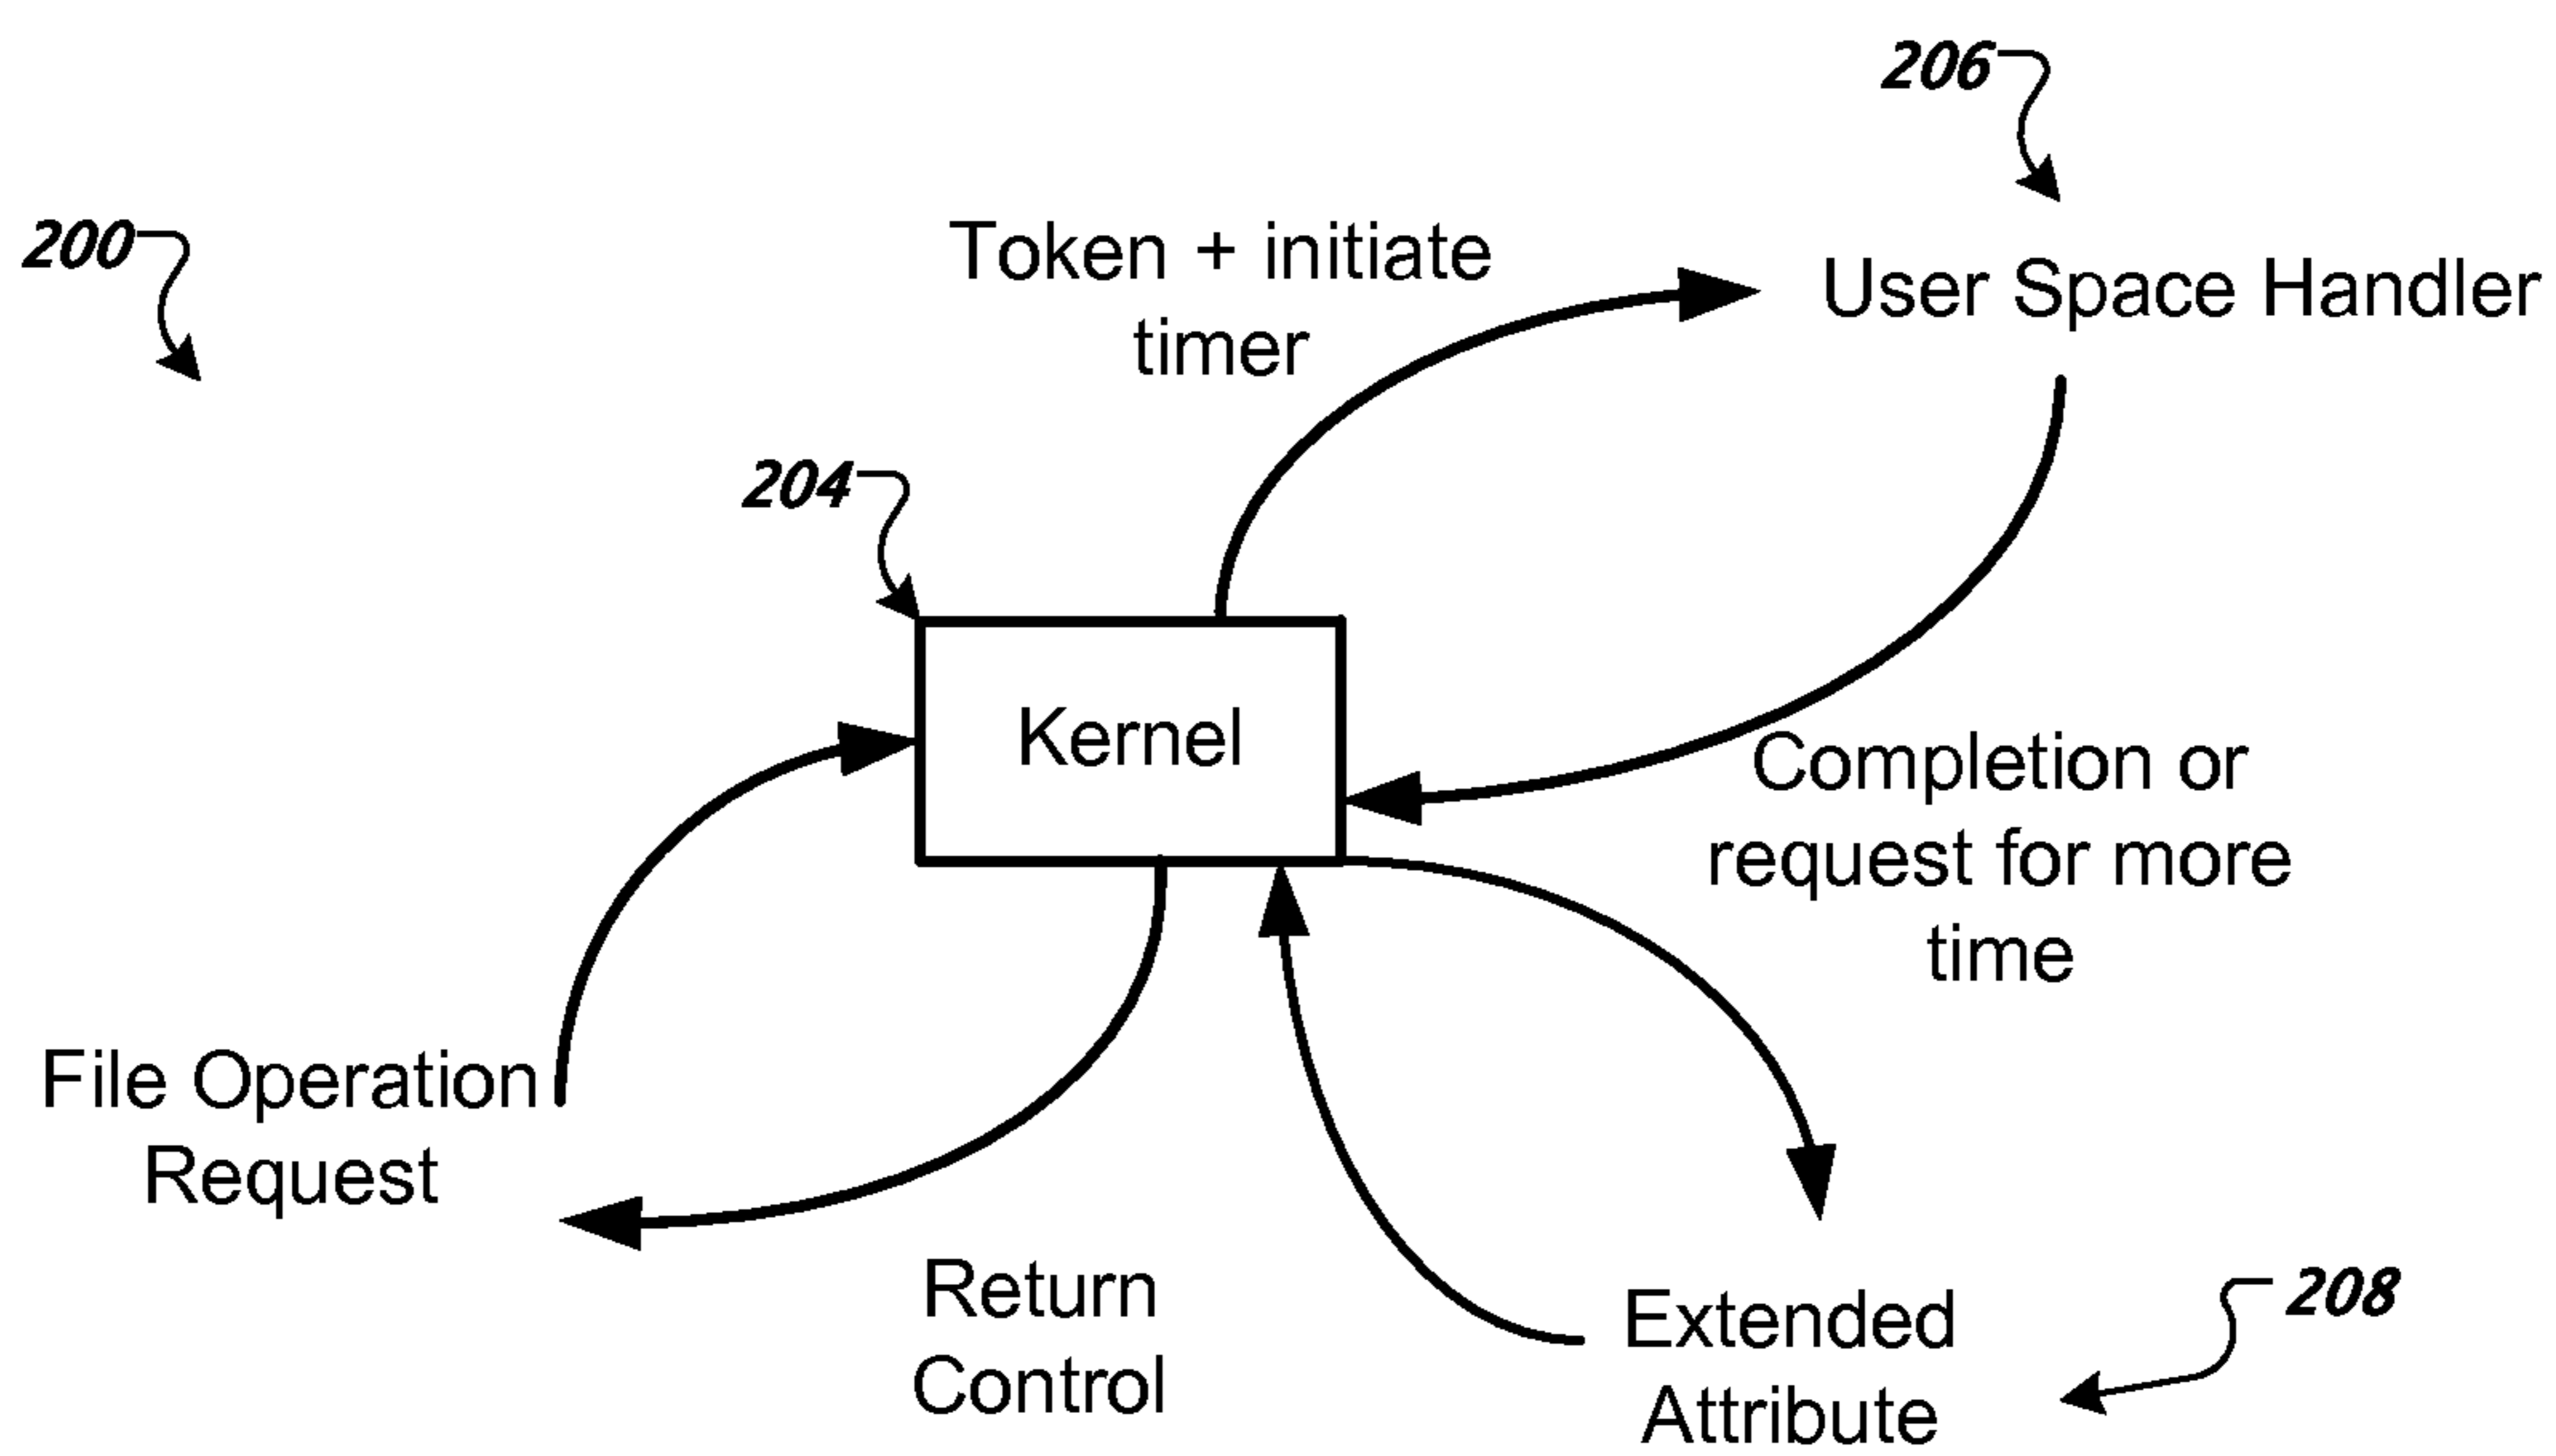 206
200
Token + initiate
timer
User Space Handler
204
Kernel
Completion or
request for more
time
File Operation
Request
Return
Control
Extended
Attribute
208